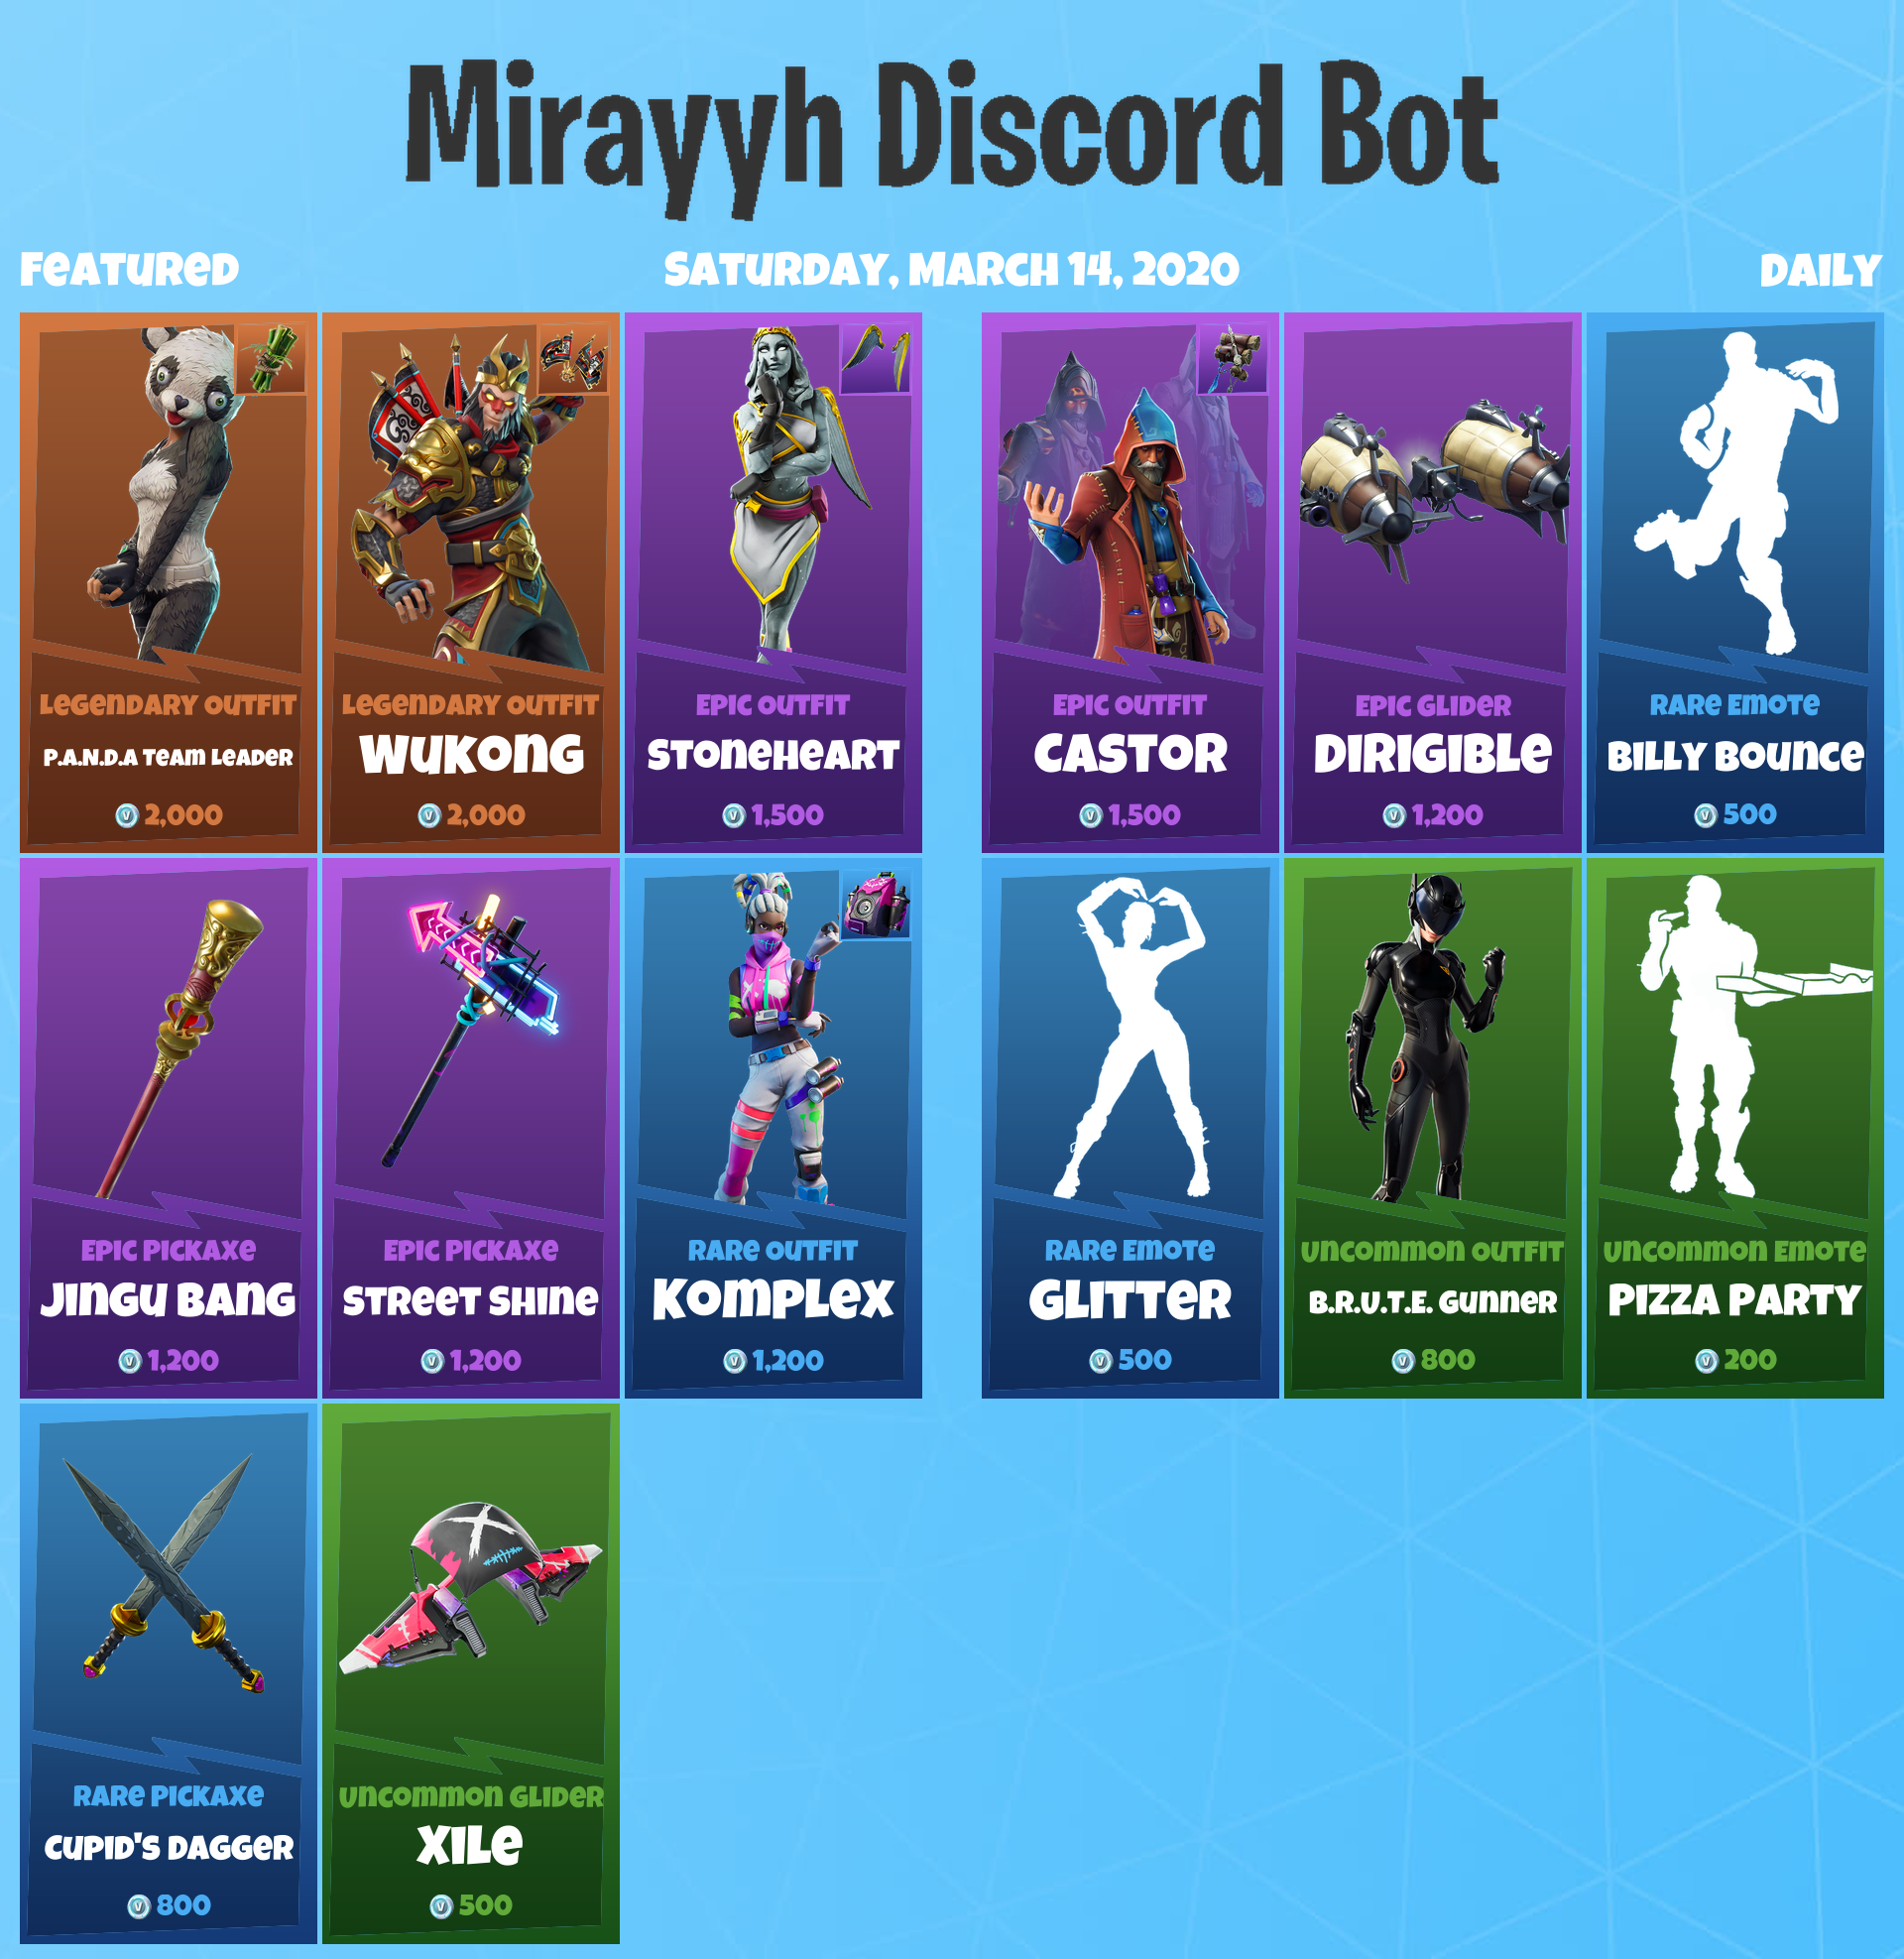 Mirayyh Discord Bot
FEATURED
SATURDAY, MARCH 14, 2020
DAILY
LEGENDARY OUTFIT
P.A.N.D.A TEAM LEADER
2,000
LEGENDARY OUTFIT
WUKONG
2,000
EPIC OUTFIT
STONEHEART
1,500
EPIC OUTFIT
CASTOR
1,500
EPIC GLIDER
DIRIGIBLE
1,200
RARE EMOTE
BILLY BOUNCE
500
EPIC PICKAXE
JINGU BANG
1,200
EPIC PICKAXE
STREET SHINE
1,200
RARE OUTFIT
KOMPLEX
1,200
RARE EMOTE
GLITTER
500
UNCOMMON OUTFIT
B.R.U.T.E. GUNNER
800
UNCOMMON EMOTE
PIZZA PARTY
200
RARE PICKAXE
CUPID'S DAGGER
800
UNCOMMON GLIDER
XILE
500